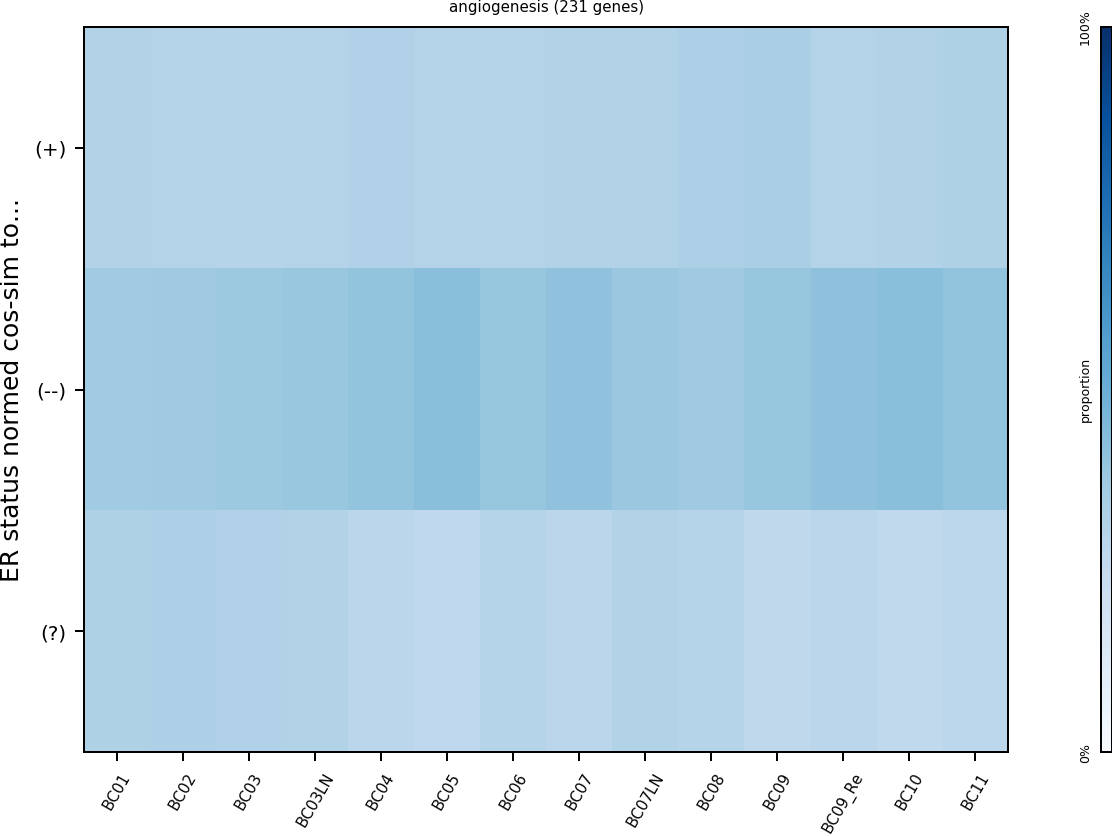 angiogenesis (231 genes)
ER status normed cos-sim to...
(+)
(--)
(?)
BC01
BC02
BC03
BC03LN
BC04
BC05
BC06
BC07
BC07LN
BC08
BC09
BC09_Re
BC10
BC11
100%
proportion
0%